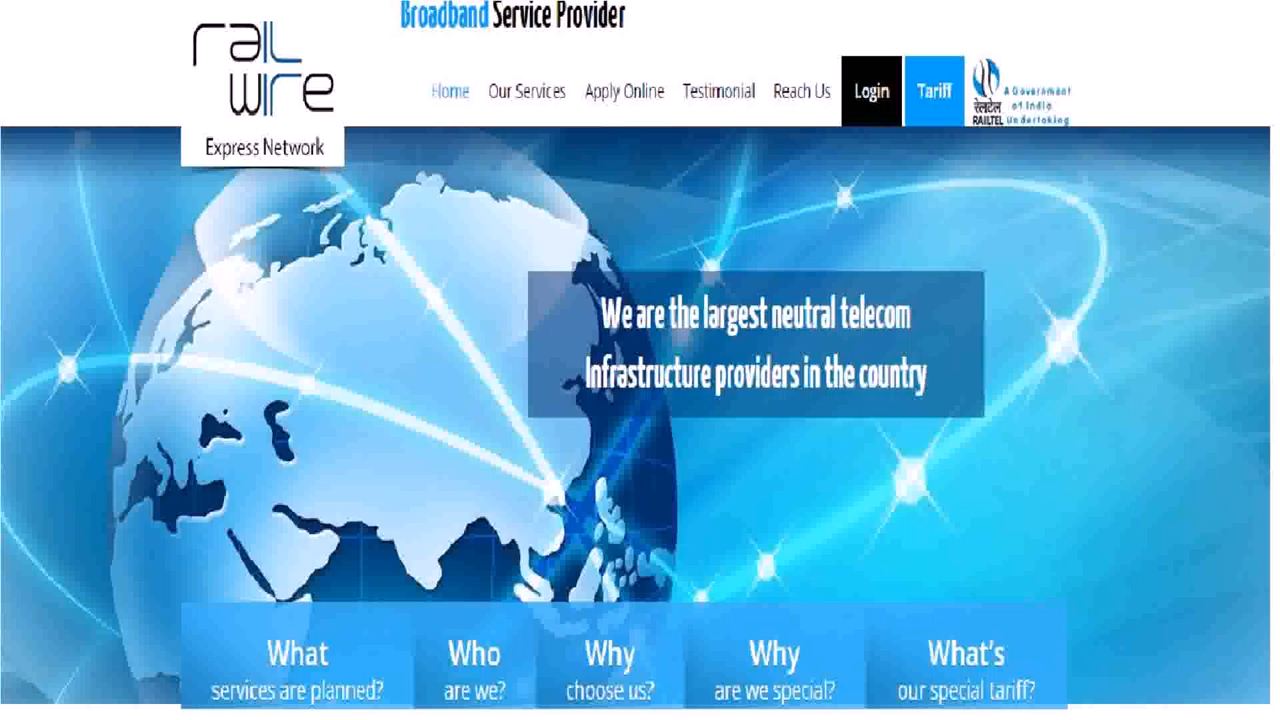 Broadband Service Provider
rail
wire
Express Network
Home Our Services Apply Online Testimonial Reach Us Login Tariff
रेलटेल
RAILTEL
A Government
of India
Undertaking
We are the largest neutral telecom
Infrastructure providers in the country
What
services are planned?
Who
are we?
Why
choose us?
Why
are we special?
What's
our special tariff?